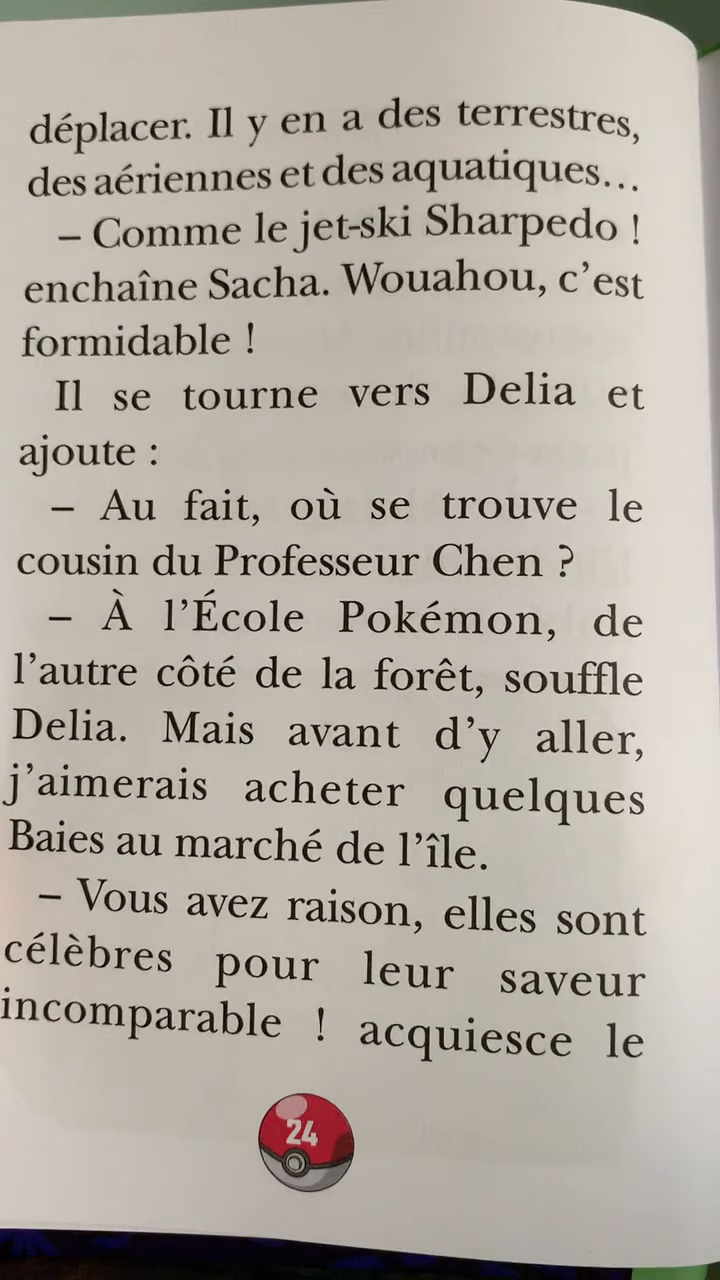 déplacer. Il y en a des terrestres,
des aériennes et des aquatiques…
– Comme le jet-ski Sharpedo !
enchaîne Sacha. Wouahou, c’est
formidable !
Il se tourne vers Delia et
ajoute :
– Au fait, où se trouve le
cousin du Professeur Chen ?
– À l’École Pokémon, de
l’autre côté de la forêt, souffle
Delia. Mais avant d’y aller,
j’aimerais acheter quelques
Baies au marché de l’île.
– Vous avez raison, elles sont
célèbres pour leur saveur
incomparable ! acquiesce le
24